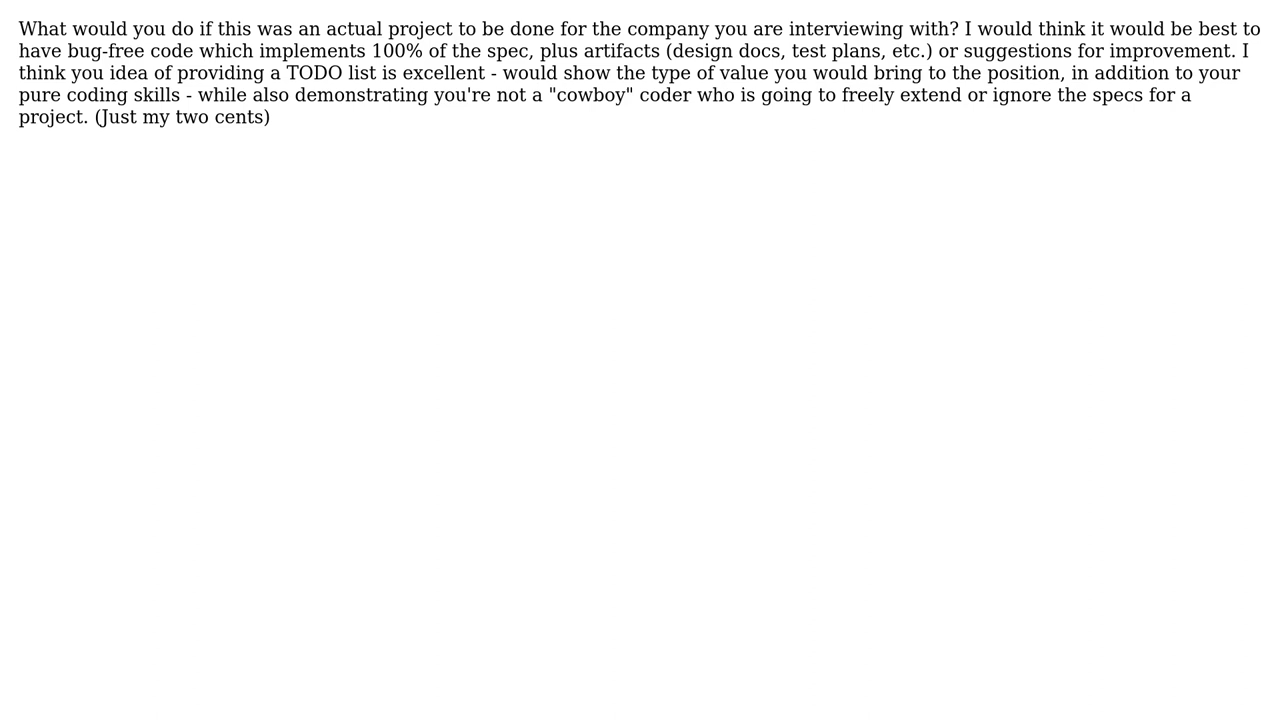 What would you do if this was an actual project to be done for the company you are interviewing with? I would think it would be best to
have bug-free code which implements 100% of the spec, plus artifacts (design docs, test plans, etc.) or suggestions for improvement. I
think you idea of providing a TODO list is excellent - would show the type of value you would bring to the position, in addition to your
pure coding skills - while also demonstrating you're not a "cowboy" coder who is going to freely extend or ignore the specs for a
project. (Just my two cents)